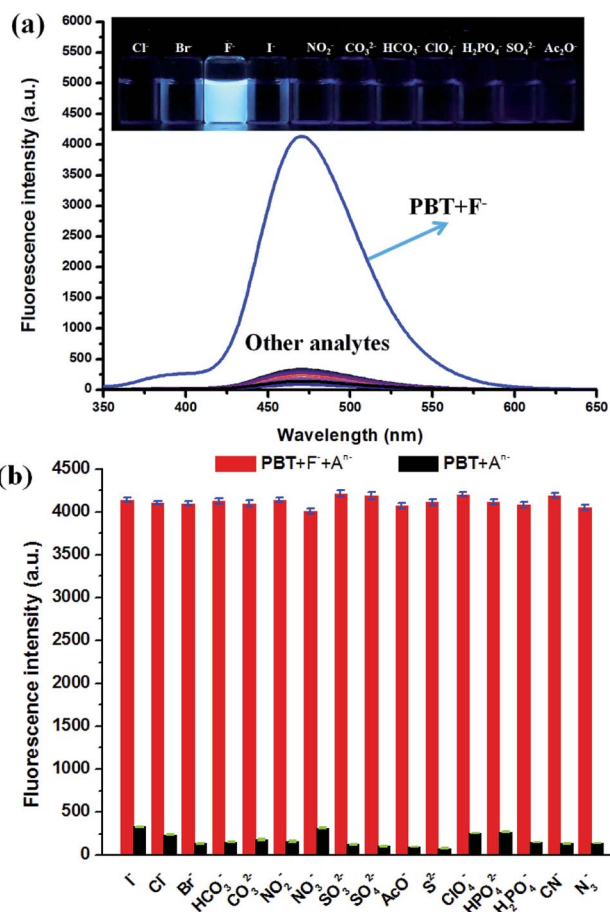 (a)
Cl⁻ Br⁻ F⁻ I⁻ NO₂⁻ CO₃²⁻ HCO₃⁻ ClO₄⁻ H₂PO₄⁻ SO₄²⁻ Ac₂O⁻
6000
5500
5000
4500
4000
3500
3000
2500
2000
1500
1000
500
0
Fluorescence intensity (a.u.)
PBT+F⁻
Other analytes
350 400 450 500 550 600 650
Wavelength (nm)
(b)
PBT+F⁻+Aⁿ⁻ PBT+Aⁿ⁻
4500
4000
3500
3000
2500
2000
1500
1000
500
0
Fluorescence intensity (a.u.)
I⁻ Cl⁻ Br⁻ HCO₃⁻ CO₃²⁻ NO₂⁻ NO₃⁻ SO₃²⁻ SO₄²⁻ AcO⁻ S²⁻ ClO₄⁻ HPO₄²⁻ H₂PO₄⁻ CN⁻ N₃⁻